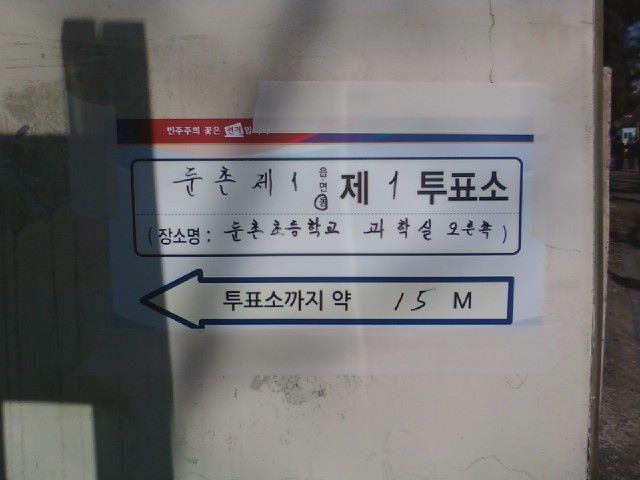 민주주의 꽃은 선거입니다
둔촌 제1 읍·면·동 제 1 투표소
(장소명 : 둔촌초등학교 과학실 오른쪽)
투표소까지 약 15 M